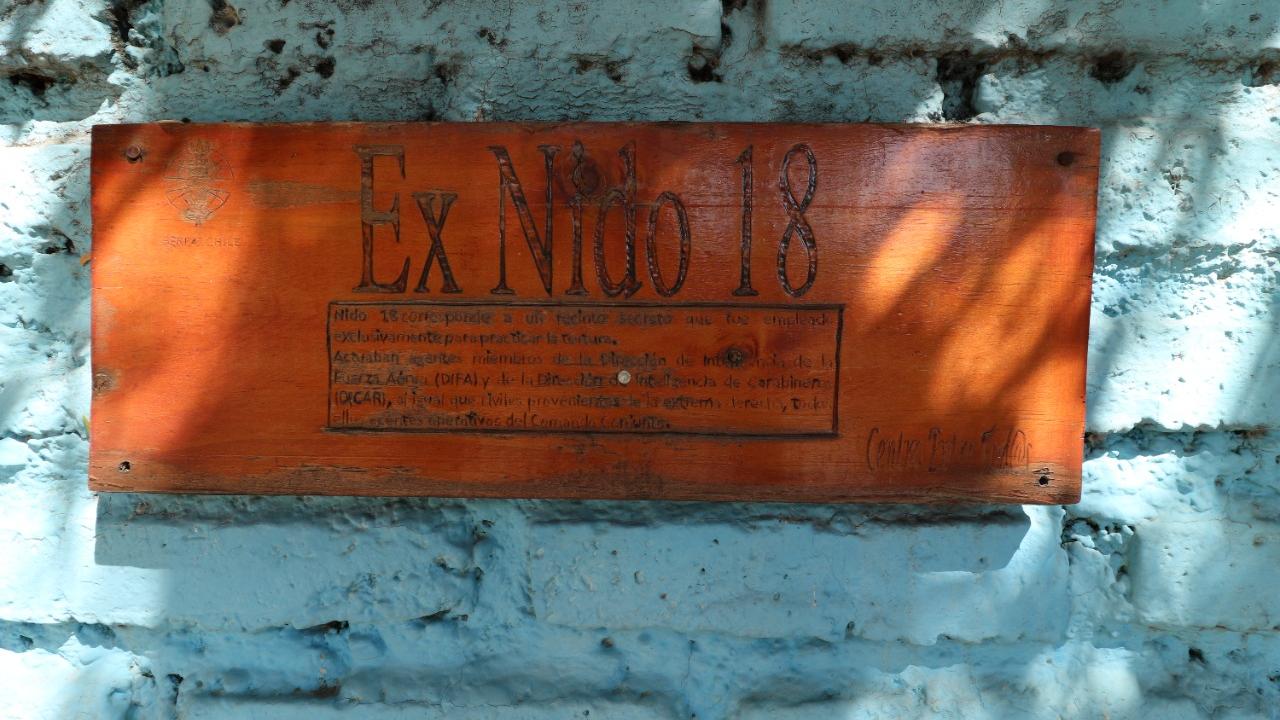 SERPAJ CHILE
Ex Nido 18
Nido 18 corresponde a un recinto secreto que fue empleado
exclusivamente para practicar la tortura.
Actuaban agentes miembros de la Dirección de Inteligencia de la
Fuerza Aérea (DIFA) y de la Dirección de Inteligencia de Carabineros
(DICAR), al igual que civiles provenientes de la extrema derecha, todos
ellos agentes operativos del Comando Conjunto.